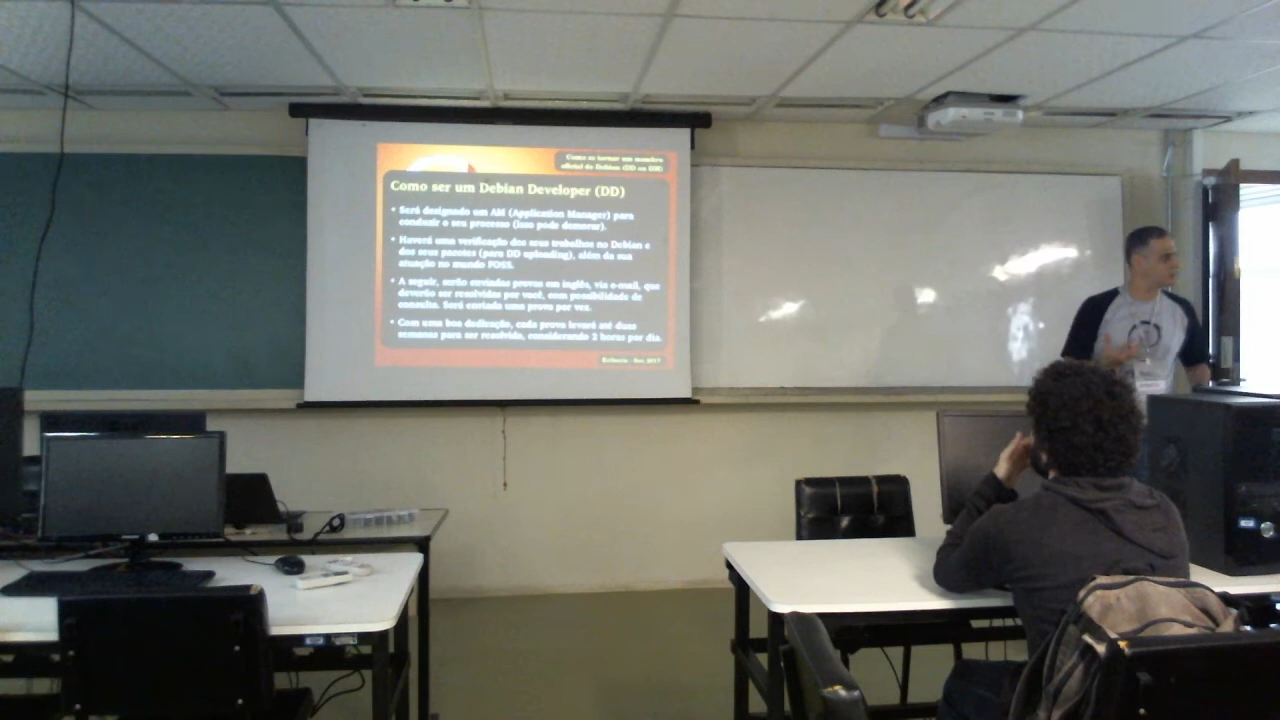 Como se tornar um membro
oficial do Debian (DD ou DM)
Como ser um Debian Developer (DD)
• Será designado um AM (Application Manager) para
conduzir o seu processo (isso pode demorar).
• Haverá uma verificação dos seus trabalhos no Debian e
dos seus pacotes (para DD uploading), além da sua
atuação no mundo FOSS.
• A seguir, serão enviadas provas em inglês, via e-mail, que
deverão ser resolvidas por você, com possibilidade de
consulta. Será enviada uma prova por vez.
• Com uma boa dedicação, cada prova levará até duas
semanas para ser resolvida, considerando 2 horas por dia.
2017